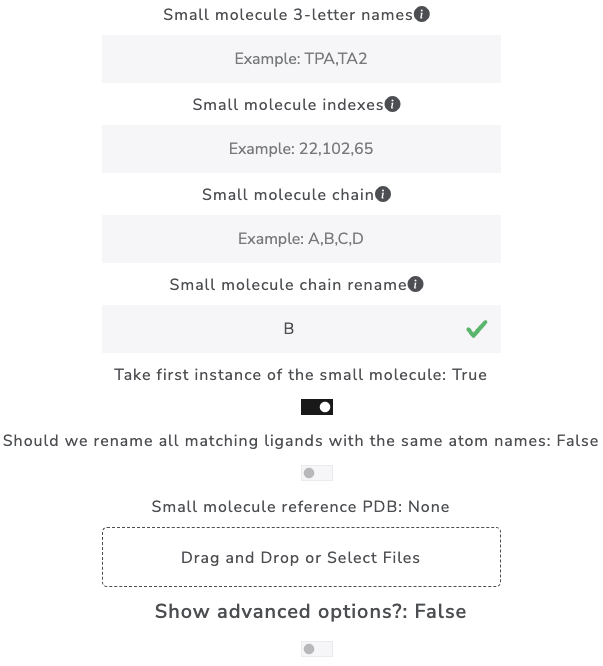 Small molecule 3-letter names
Example: TPA,TA2
Small molecule indexes
Example: 22,102,65
Small molecule chain
Example: A,B,C,D
Small molecule chain rename
B
Take first instance of the small molecule: True
Should we rename all matching ligands with the same atom names: False
Small molecule reference PDB: None
Drag and Drop or Select Files
Show advanced options?: False